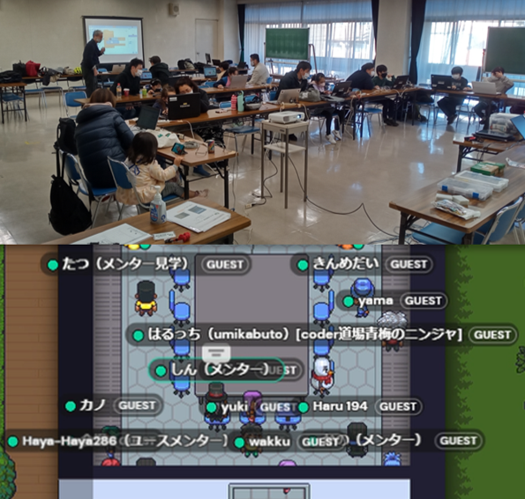 たつ（メンター見学） GUEST
きんめだい GUEST
yama GUEST
はるっち（umikabuto）[coder道場青梅のニンジャ] GUEST
しん（メンター）
カノ GUEST
yuki GUEST
Haru 194 GUEST
Haya-Haya286（ユースメンター）
wakku GUEST
の（メンター） GUEST